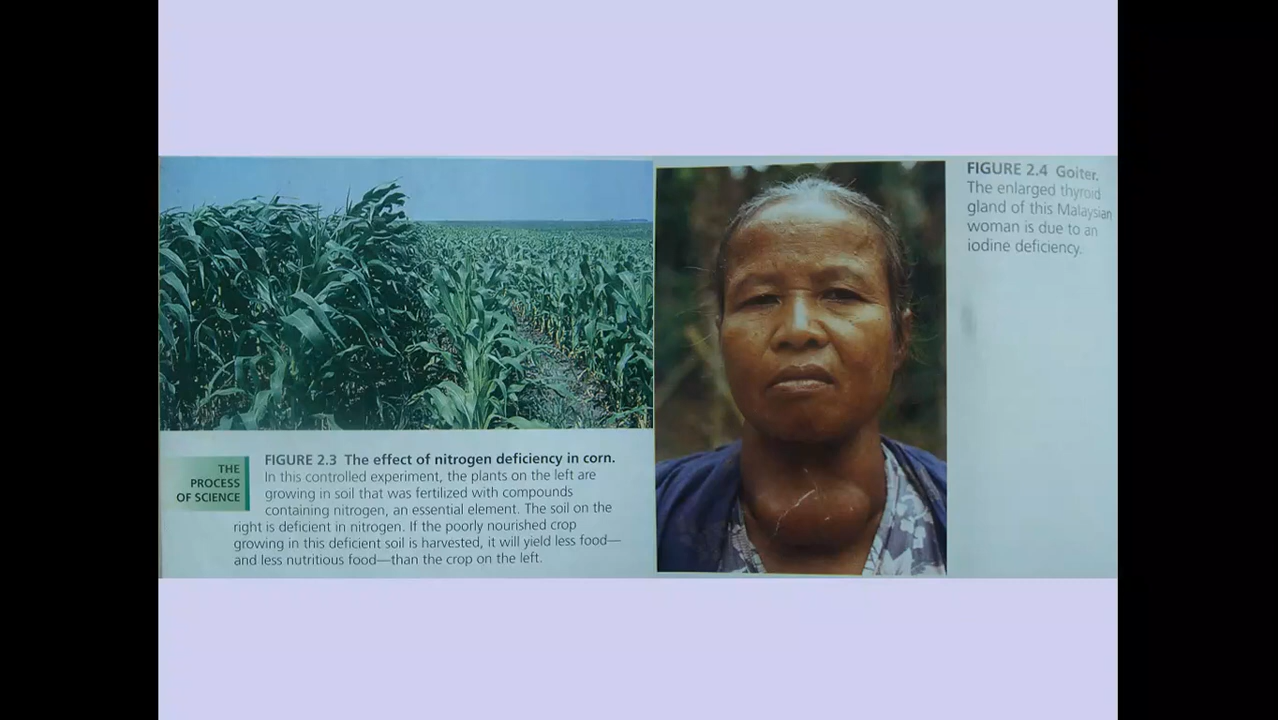 THE
PROCESS
OF SCIENCE
FIGURE 2.3 The effect of nitrogen deficiency in corn.
In this controlled experiment, the plants on the left are
growing in soil that was fertilized with compounds
containing nitrogen, an essential element. The soil on the
right is deficient in nitrogen. If the poorly nourished crop
growing in this deficient soil is harvested, it will yield less food—
and less nutritious food—than the crop on the left.
FIGURE 2.4 Goiter.
The enlarged thyroid
gland of this Malaysian
woman is due to an
iodine deficiency.